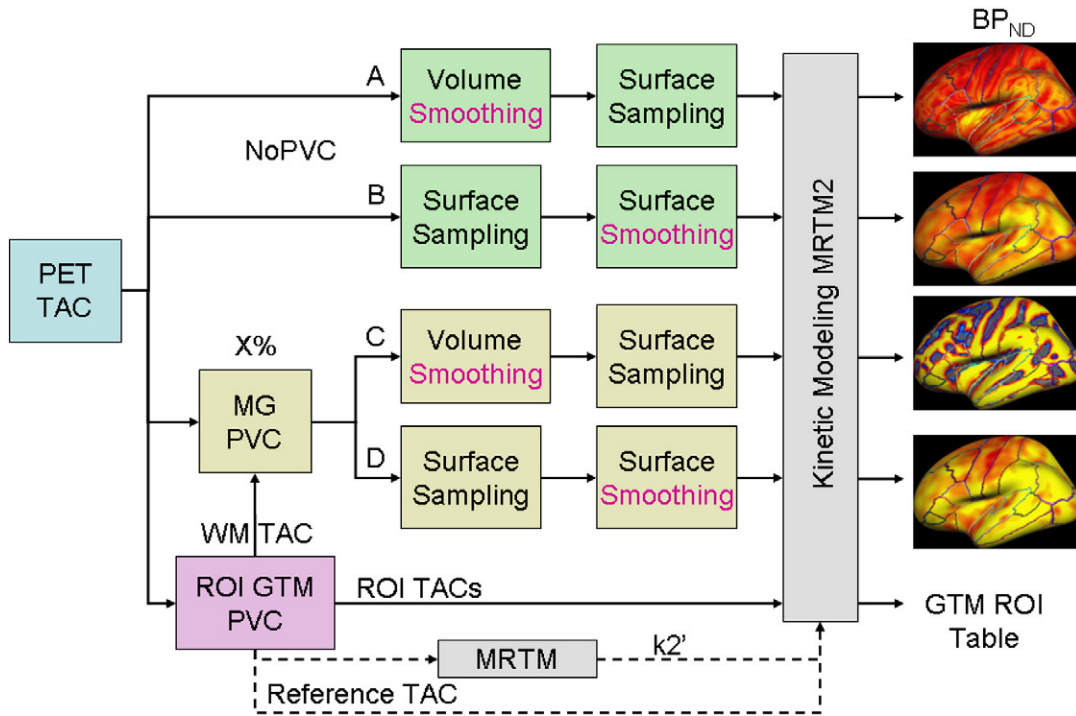 BP_ND
A
Volume
Smoothing
Surface
Sampling
NoPVC
B
Surface
Sampling
Surface
Smoothing
Kinetic Modeling MRTM2
PET
TAC
X%
C
Volume
Smoothing
Surface
Sampling
MG
PVC
D
Surface
Sampling
Surface
Smoothing
WM TAC
ROI GTM
PVC
ROI TACs
GTM ROI
Table
MRTM
k2'
Reference TAC